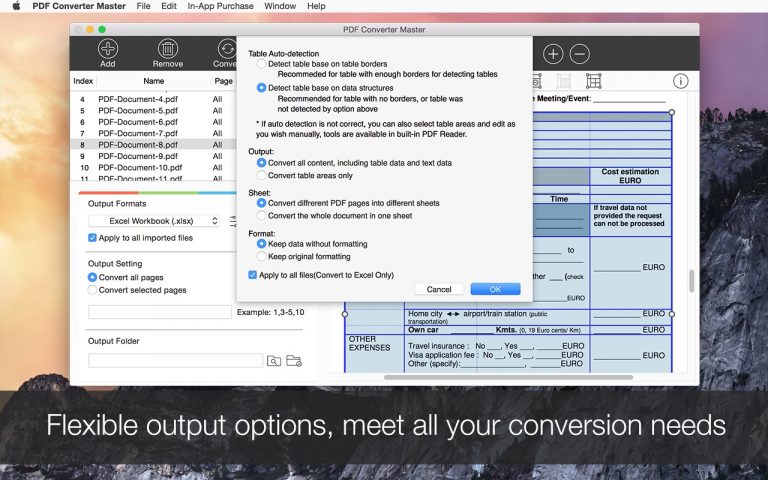 PDF Converter Master File Edit In-App Purchase Window Help
PDF Converter Master
Add Remove
Index Name Page
4 PDF-Document-4.pdf All
5 PDF-Document-5.pdf All
6 PDF-Document-6.pdf All
7 PDF-Document-7.pdf All
8 PDF-Document-8.pdf All
9 PDF-Document-9.pdf All
10 PDF-Document-10.pdf All
11 PDF-Document-11.pdf All
Output Formats
Excel Workbook (.xlsx)
Apply to all imported files
Output Setting
Convert all pages
Convert selected pages
Example: 1,3-5,10
Output Folder
Table Auto-detection
Detect table base on table borders
Recommeded for table with enough borders for detecting tables
Detect table base on data structures
Recommended for table with no borders, or table was
not detected by option above
* If auto detection is not correct, you can also select table areas and edit as
you wish manually, tools are available in built-in PDF Reader.
Output:
Convert all content, including table data and text data
Convert table areas only
Sheet:
Convert different PDF pages into different sheets
Convert the whole document in one sheet
Format:
Keep data without formatting
Keep original formatting
Apply to all files(Convert to Excel Only)
Cancel OK
Meeting/Event:
Cost estimation
EURO
Time
If travel data not
provided the request
can not be processed
to
EURO
(check
EURO
Home city airport/train station (public
transportation)
EURO
Own car Kmts. (0, 19 Euro cents/ Km)
EURO
OTHER
EXPENSES
Travel insurance : No __, Yes __, EURO
Visa application fee : No __, Yes __, EURO
Other (specify): EURO
Flexible output options, meet all your conversion needs